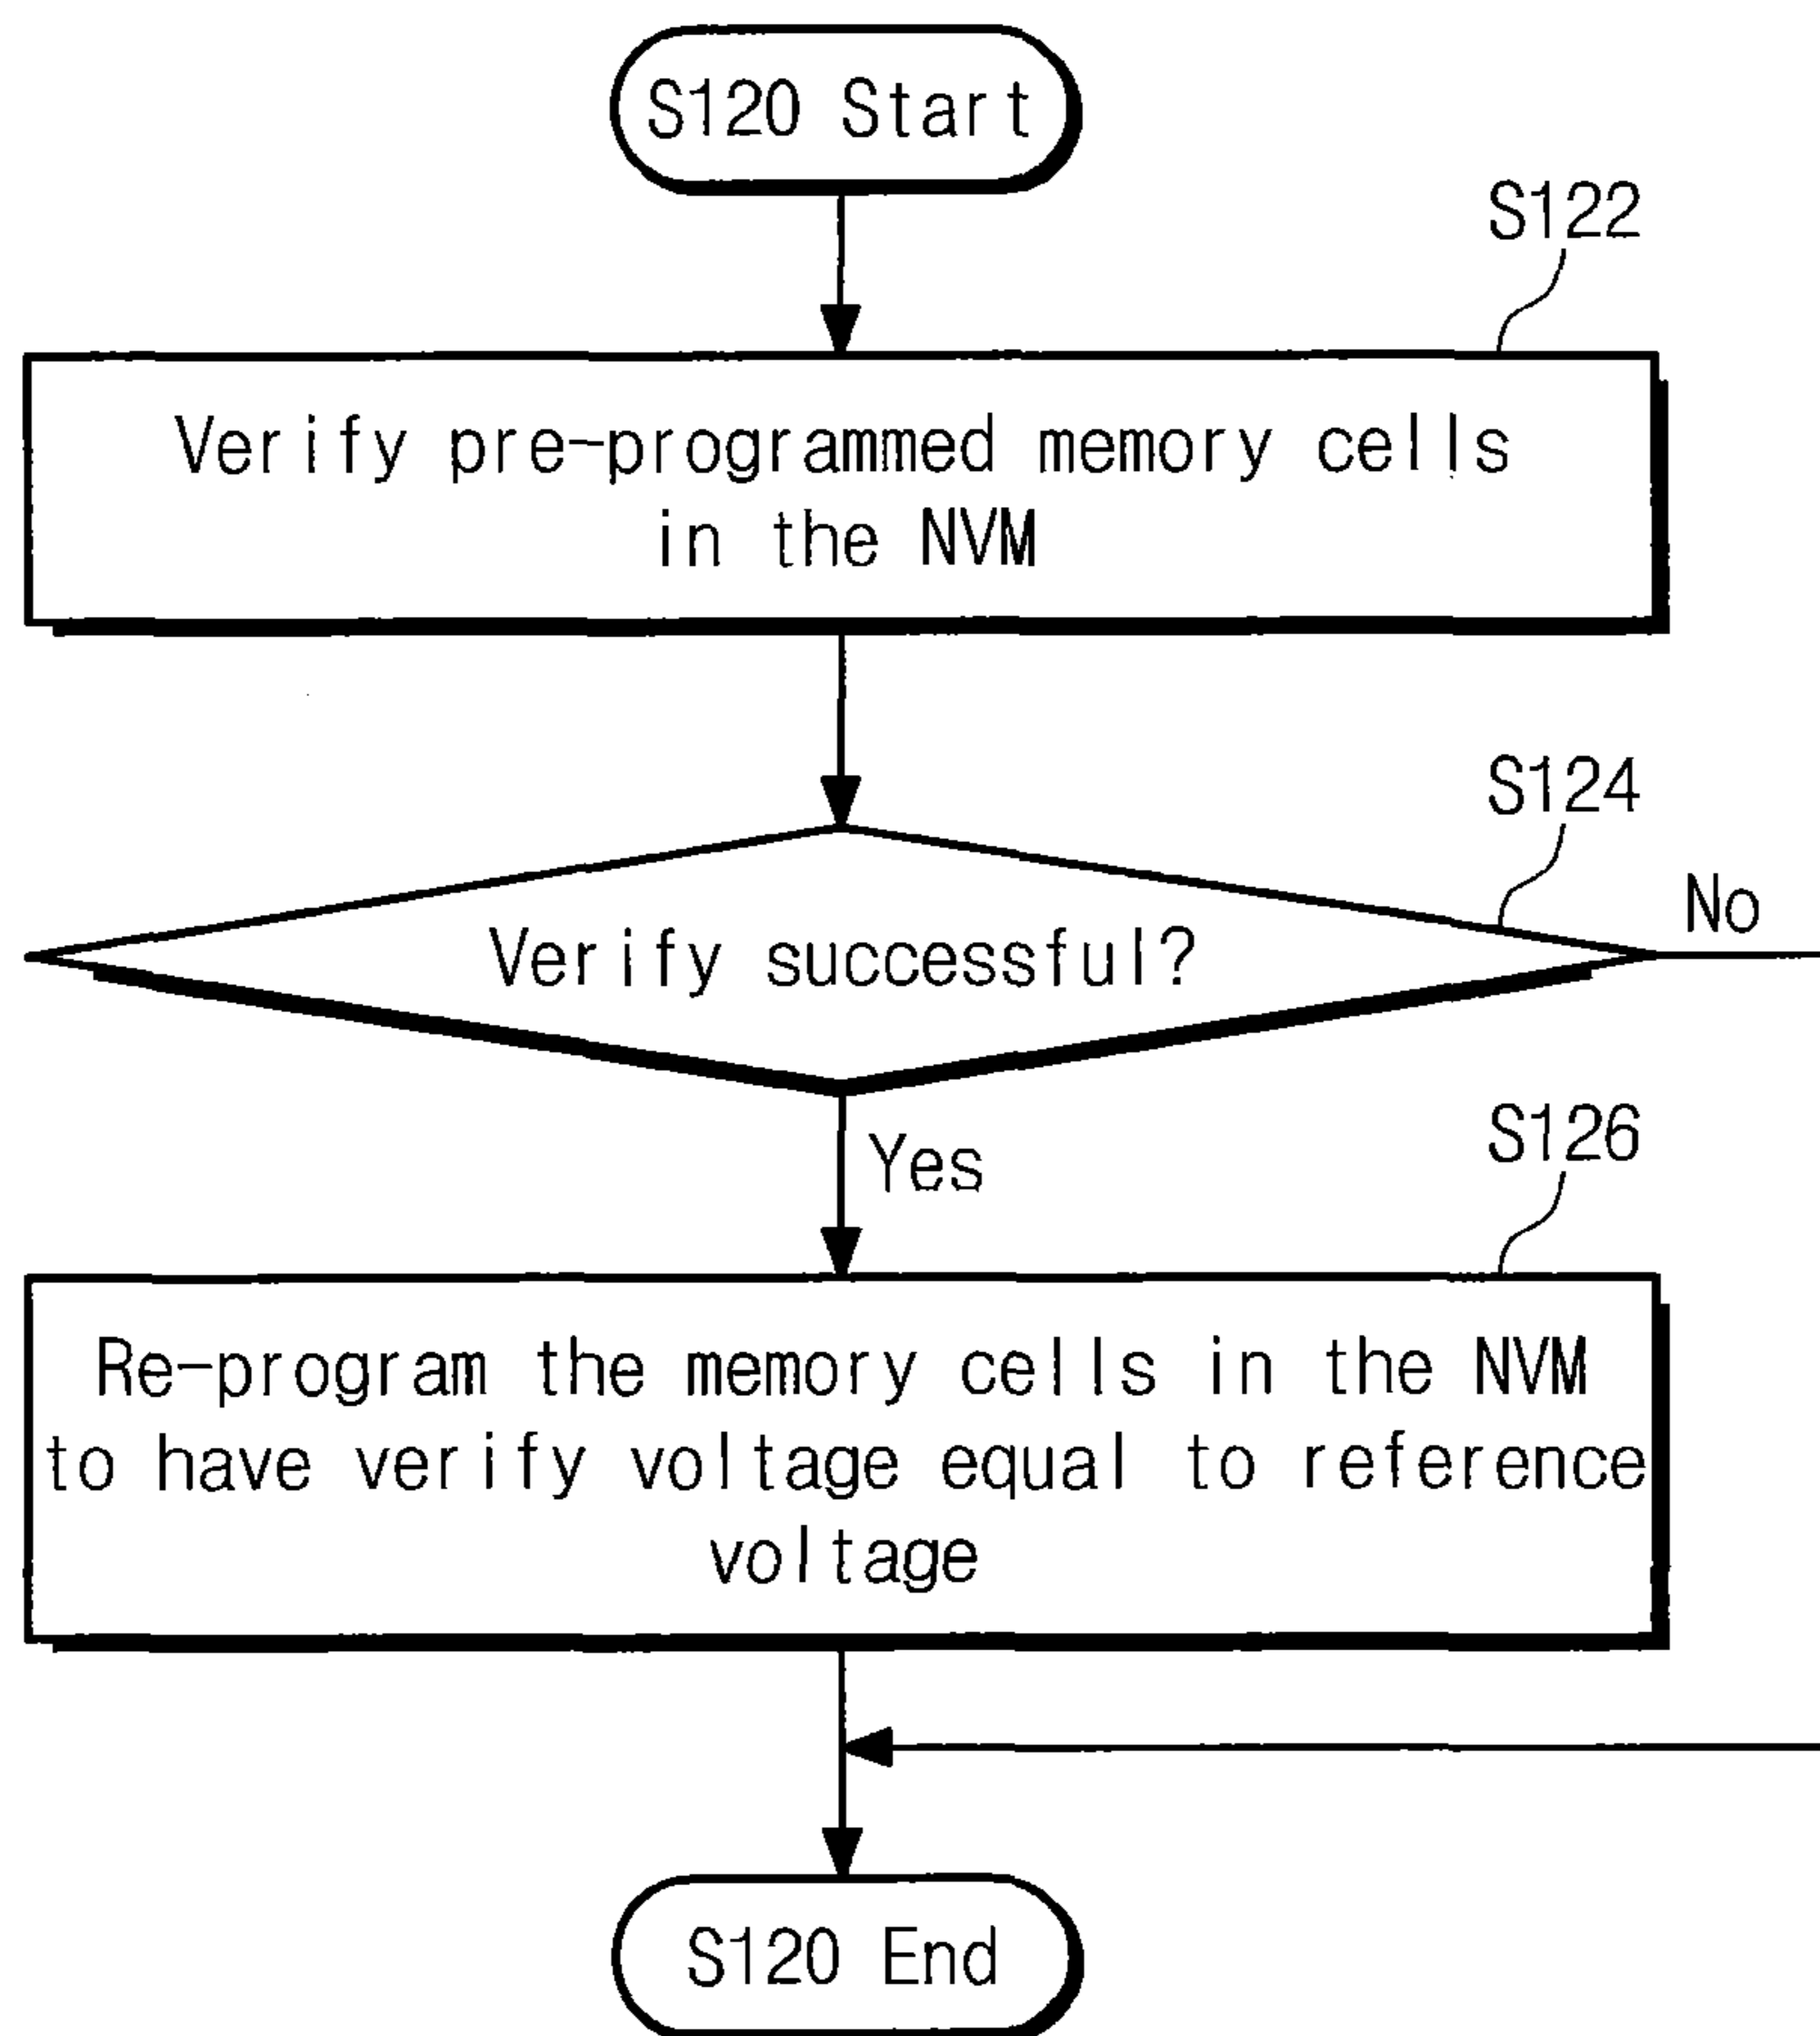 S120 Start
S122
Verify pre-programmed memory cells
in the NVM
S124
No
Verify successful?
Yes
S126
Re-program the memory cells in the NVM
to have verify voltage equal to reference
voltage
S120 End